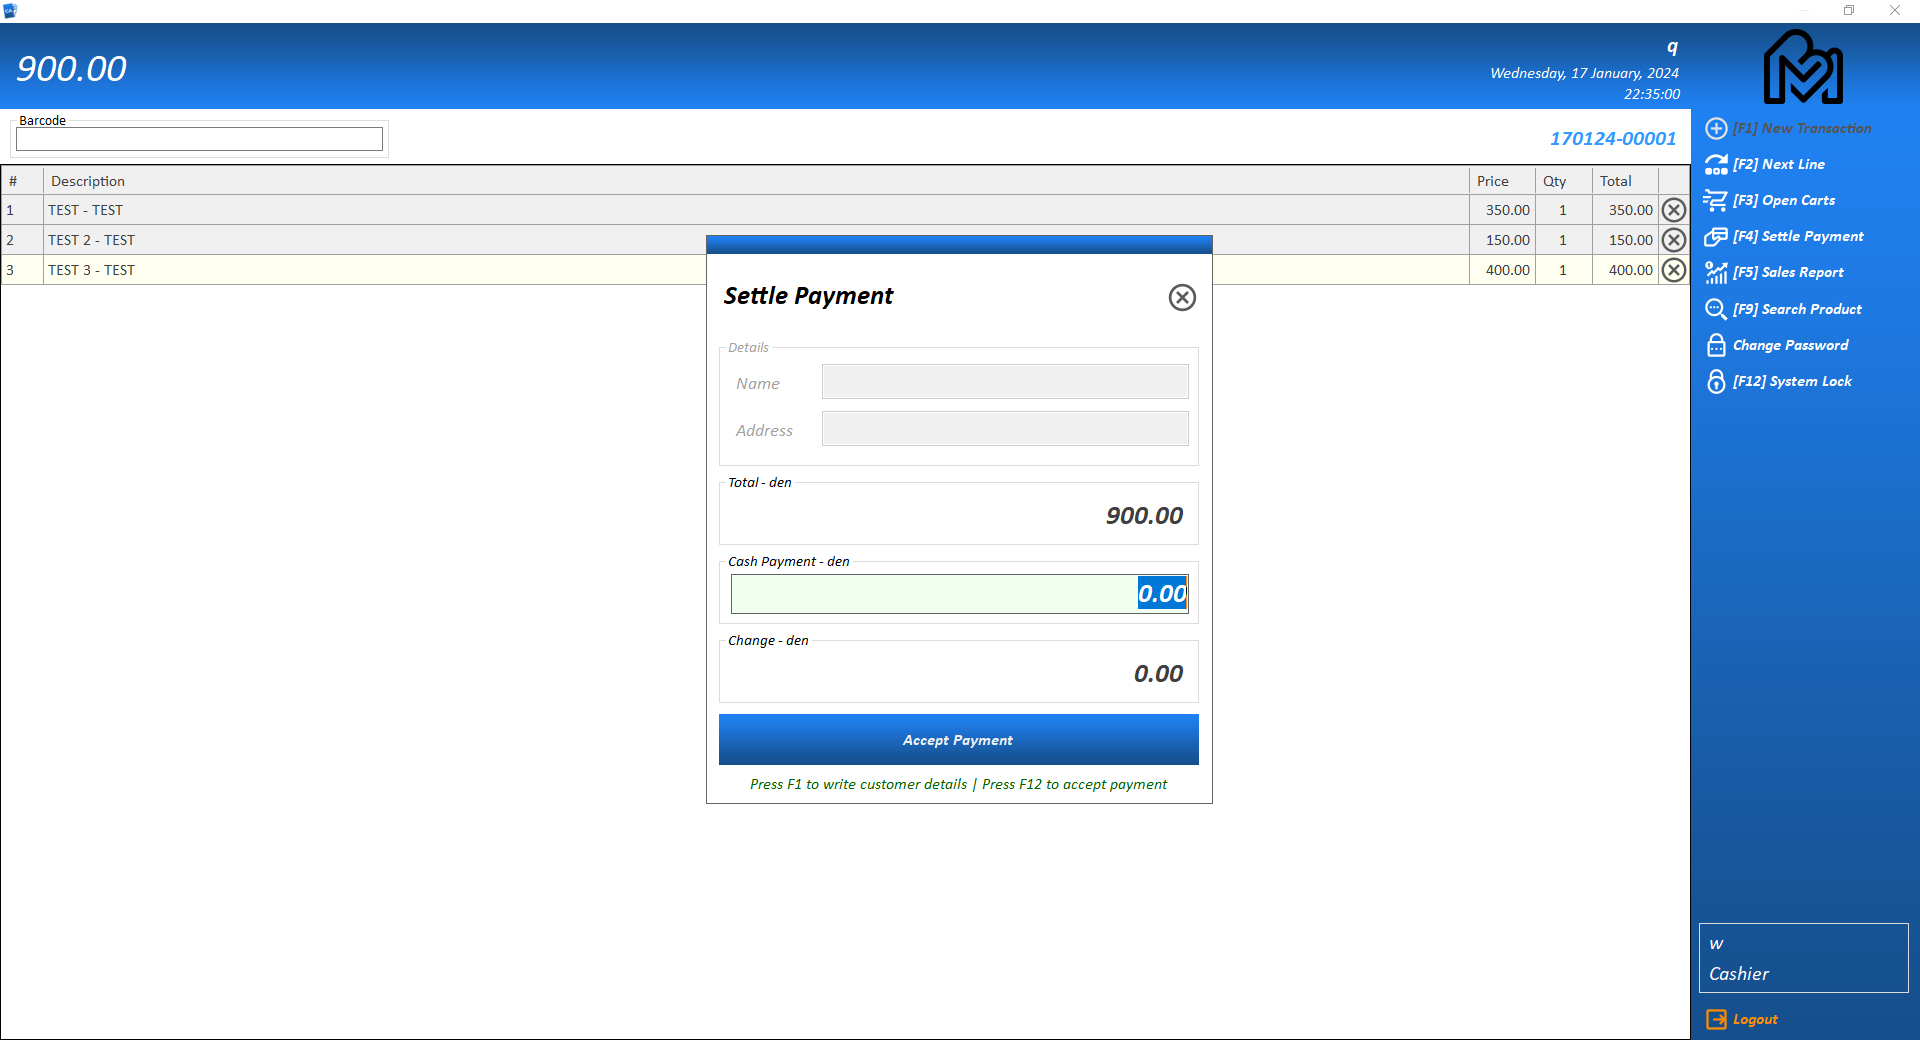 900.00
q
Wednesday, 17 January, 2024
22:35:00
Barcode
170124-00001
# Description Price Qty Total
1 TEST - TEST 350.00 1 350.00
2 TEST 2 - TEST 150.00 1 150.00
3 TEST 3 - TEST 400.00 1 400.00
Settle Payment
Details
Name
Address
Total - den
900.00
Cash Payment - den
0.00
Change - den
0.00
Accept Payment
Press F1 to write customer details | Press F12 to accept payment
[F1] New Transaction
[F2] Next Line
[F3] Open Carts
[F4] Settle Payment
[F5] Sales Report
[F9] Search Product
Change Password
[F12] System Lock
w
Cashier
Logout